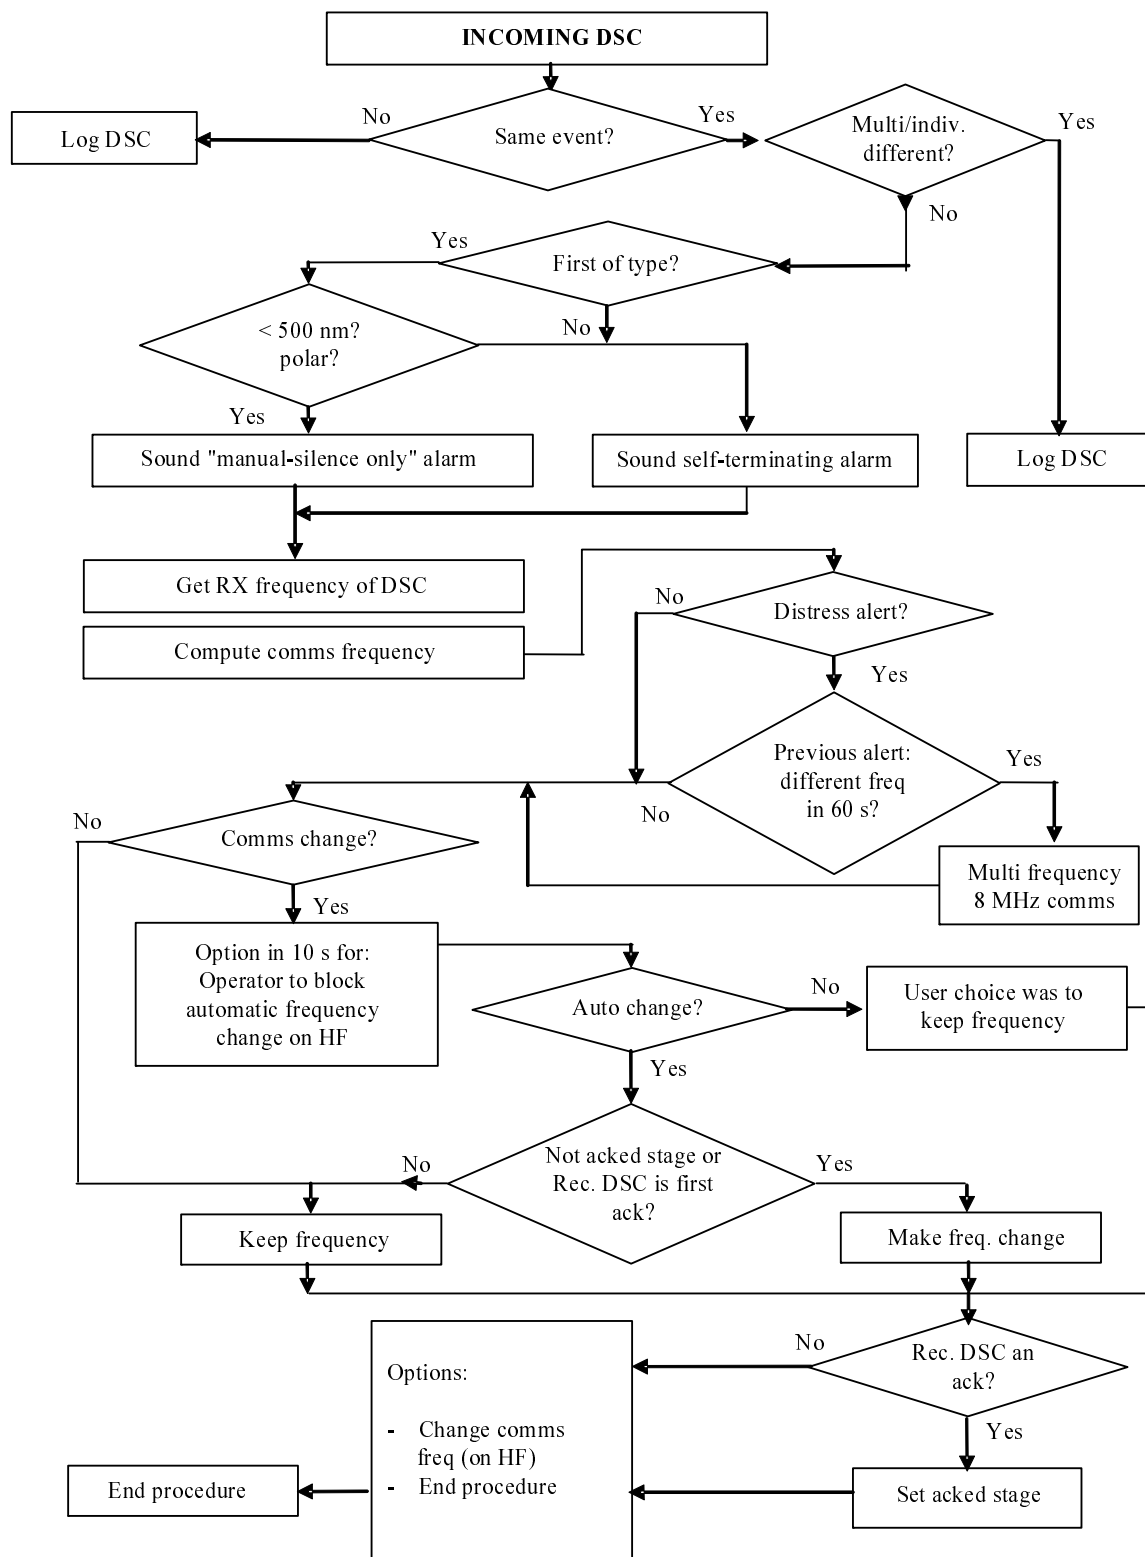 INCOMING DSC
No
Yes
Log DSC
Same event?
Multi/indiv.
different?
Yes
No
Yes
First of type?
No
< 500 nm?
polar?
Yes
Sound "manual-silence only" alarm
Sound self-terminating alarm
Log DSC
Get RX frequency of DSC
No
Distress alert?
Compute comms frequency
Yes
Previous alert:
different freq
in 60 s?
Yes
No
No
Comms change?
Multi frequency
8 MHz comms
Yes
Option in 10 s for:
Operator to block
automatic frequency
change on HF
Auto change?
No
User choice was to
keep frequency
Yes
No
Not acked stage or
Rec. DSC is first
ack?
Yes
Keep frequency
Make freq. change
No
Rec. DSC an
ack?
Options:
- Change comms
freq (on HF)
- End procedure
Yes
End procedure
Set acked stage